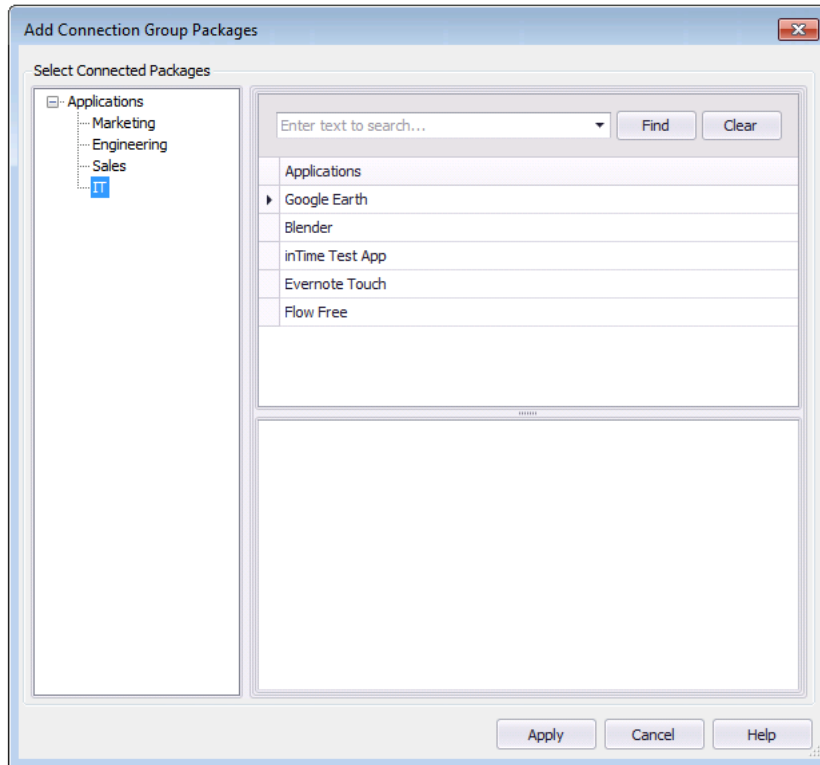 Add Connection Group Packages
Select Connected Packages
Applications
Marketing
Engineering
Sales
IT
Enter text to search...
Find
Clear
Applications
Google Earth
Blender
inTime Test App
Evernote Touch
Flow Free
Apply
Cancel
Help